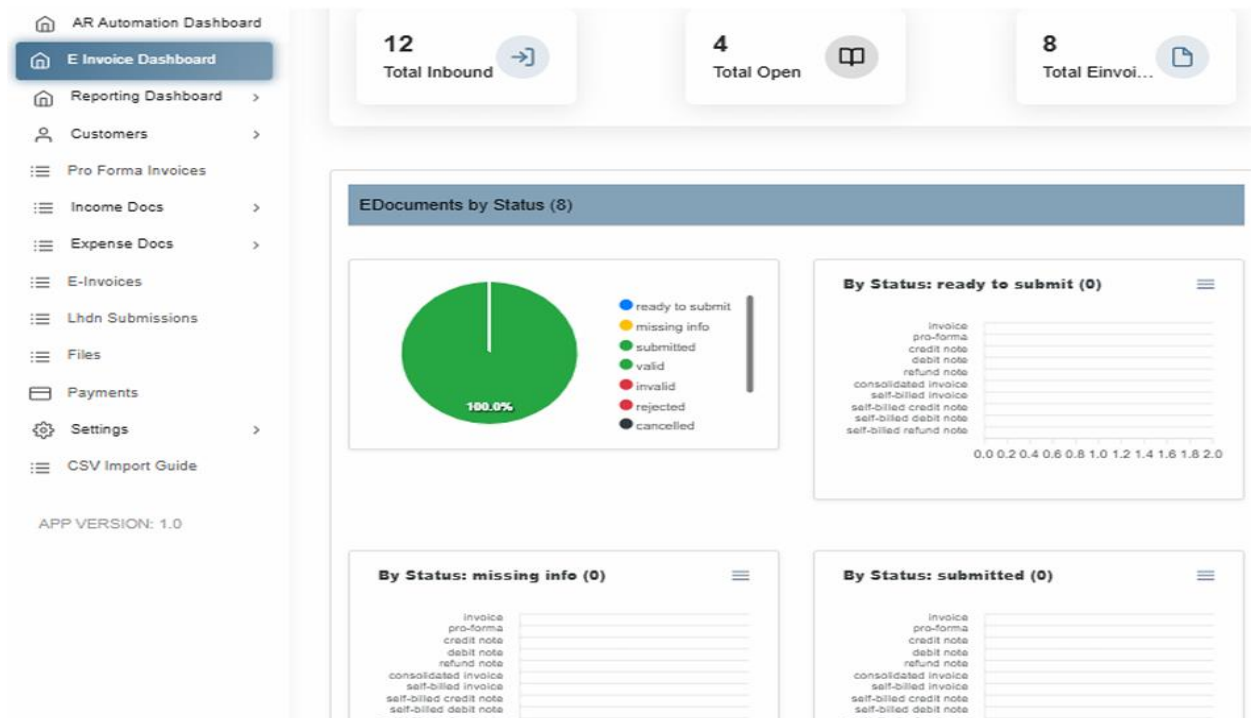 AR Automation Dashboard
E Invoice Dashboard
Reporting Dashboard
Customers
Pro Forma Invoices
Income Docs
Expense Docs
E-Invoices
Lhdn Submissions
Files
Payments
Settings
CSV Import Guide
APP VERSION: 1.0
12
Total Inbound
4
Total Open
8
Total Einvoi...
EDocuments by Status (8)
100.0%
ready to submit
missing info
submitted
valid
invalid
rejected
cancelled
By Status: ready to submit (0)
invoice
pro-forma
credit note
debit note
refund note
consolidated invoice
self-billed invoice
self-billed credit note
self-billed debit note
self-billed refund note
0.0 0.2 0.4 0.6 0.8 1.0 1.2 1.4 1.6 1.8 2.0
By Status: missing info (0)
invoice
pro-forma
credit note
debit note
refund note
consolidated invoice
self-billed invoice
self-billed credit note
self-billed debit note
By Status: submitted (0)
invoice
pro-forma
credit note
debit note
refund note
consolidated invoice
self-billed invoice
self-billed credit note
self-billed debit note